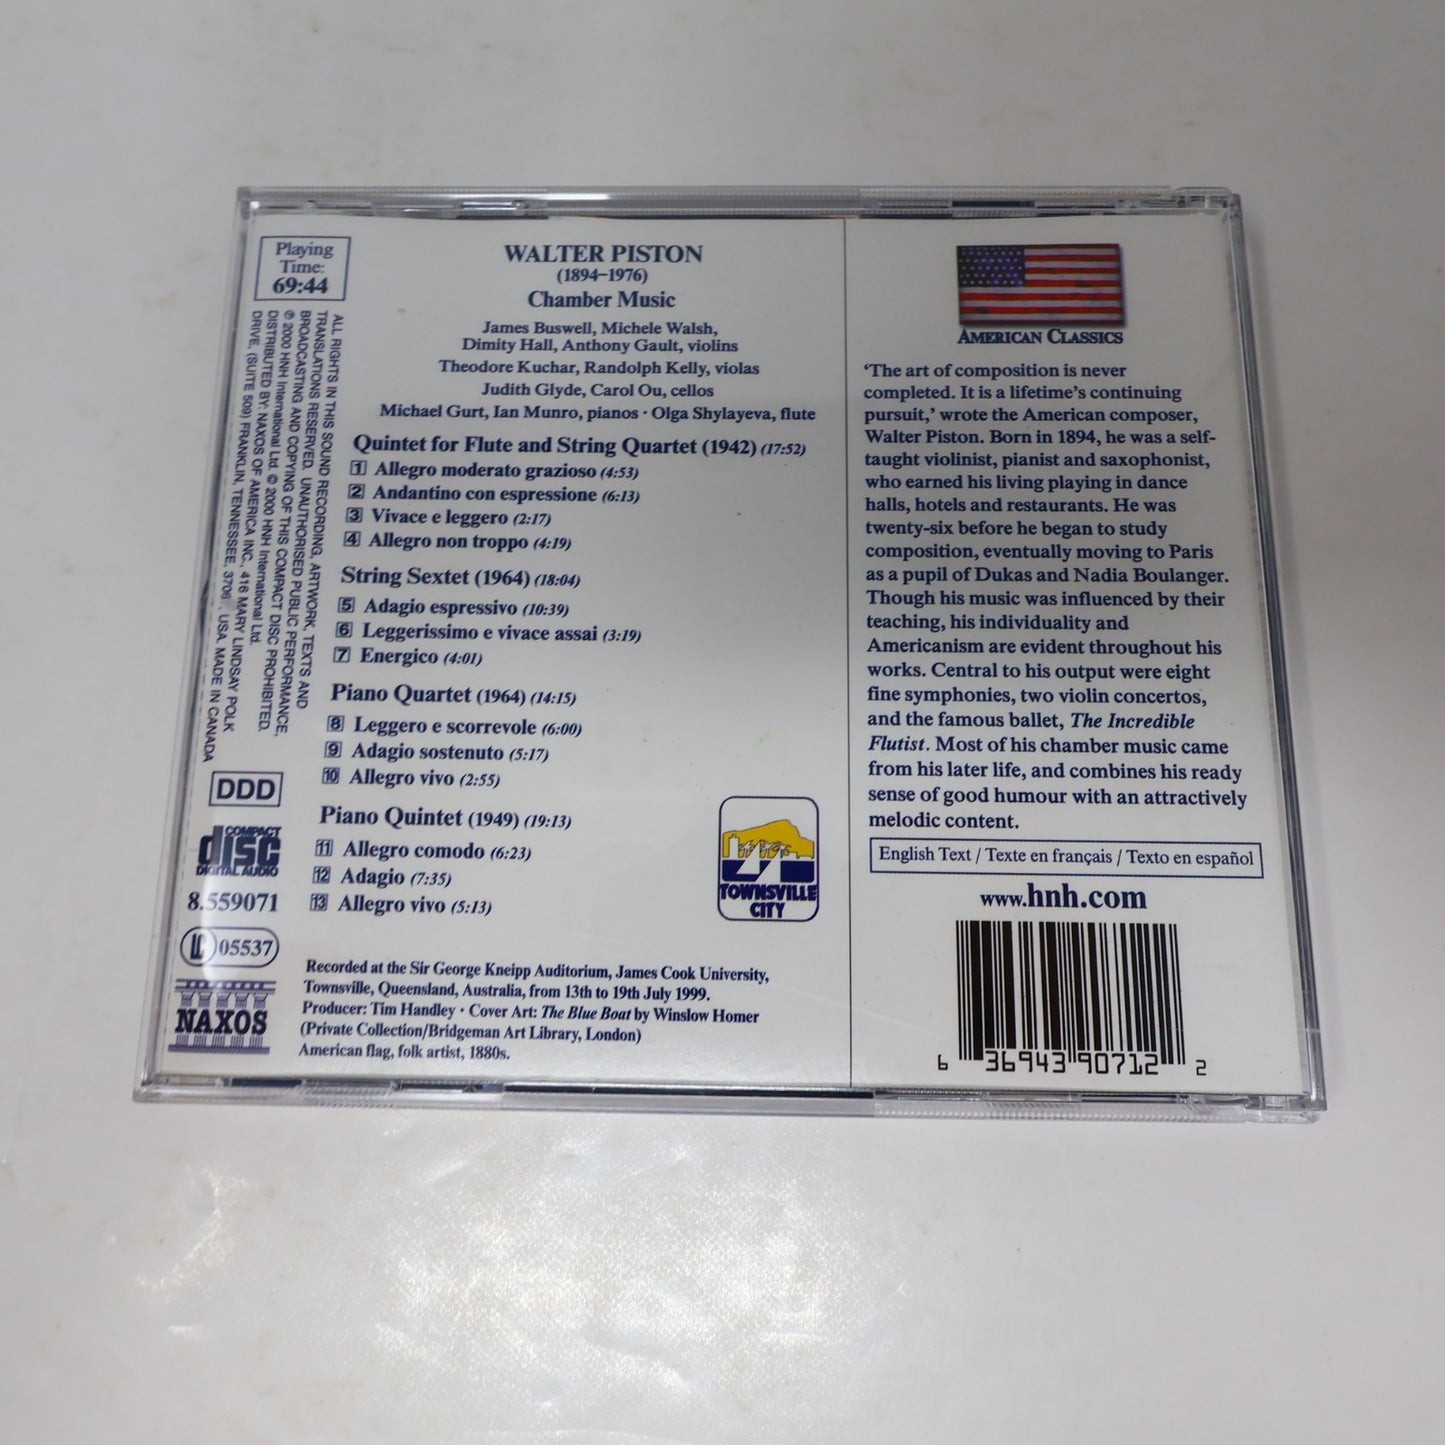 Playing
Time:
69:44
ALL RIGHTS IN THIS SOUND RECORDING, ARTWORK, TEXTS AND
TRANSLATIONS RESERVED. UNAUTHORISED PUBLIC PERFORMANCE,
BROADCASTING AND COPYING OF THIS COMPACT DISC PROHIBITED.
℗ 2000 HNH International Ltd. © 2000 HNH International Ltd.
DISTRIBUTED BY: NAXOS OF AMERICA INC., 416 MARY LINDSAY POLK
DRIVE, (SUITE 509) FRANKLIN, TENNESSEE, USA. MADE IN CANADA
DDD
COMPACT
disc
DIGITAL AUDIO
8.559071
LC 05537
NAXOS
WALTER PISTON
(1894–1976)
Chamber Music
James Buswell, Michele Walsh,
Dimity Hall, Anthony Gault, violins
Theodore Kuchar, Randolph Kelly, violas
Judith Glyde, Carol Ou, cellos
Michael Gurt, Ian Munro, pianos · Olga Shylayeva, flute
Quintet for Flute and String Quartet (1942) (17:52)
1 Allegro moderato grazioso (4:53)
2 Andantino con espressione (6:13)
3 Vivace e leggero (2:17)
4 Allegro non troppo (4:19)
String Sextet (1964) (18:04)
5 Adagio espressivo (10:39)
6 Leggerissimo e vivace assai (3:19)
7 Energico (4:01)
Piano Quartet (1964) (14:15)
8 Leggero e scorrevole (6:00)
9 Adagio sostenuto (5:17)
10 Allegro vivo (2:55)
Piano Quintet (1949) (19:13)
11 Allegro comodo (6:23)
12 Adagio (7:35)
13 Allegro vivo (5:13)
TOWNSVILLE
CITY
Recorded at the Sir George Kneipp Auditorium, James Cook University,
Townsville, Queensland, Australia, from 13th to 19th July 1999.
Producer: Tim Handley · Cover Art: The Blue Boat by Winslow Homer
(Private Collection/Bridgeman Art Library, London)
American flag, folk artist, 1880s.
AMERICAN CLASSICS
‘The art of composition is never
completed. It is a lifetime’s continuing
pursuit,’ wrote the American composer,
Walter Piston. Born in 1894, he was a self-
taught violinist, pianist and saxophonist,
who earned his living playing in dance
halls, hotels and restaurants. He was
twenty-six before he began to study
composition, eventually moving to Paris
as a pupil of Dukas and Nadia Boulanger.
Though his music was influenced by their
teaching, his individuality and
Americanism are evident throughout his
works. Central to his output were eight
fine symphonies, two violin concertos,
and the famous ballet, The Incredible
Flutist. Most of his chamber music came
from his later life, and combines his ready
sense of good humour with an attractively
melodic content.
English Text / Texte en français / Texto en español
www.hnh.com
6 36943 90712 2